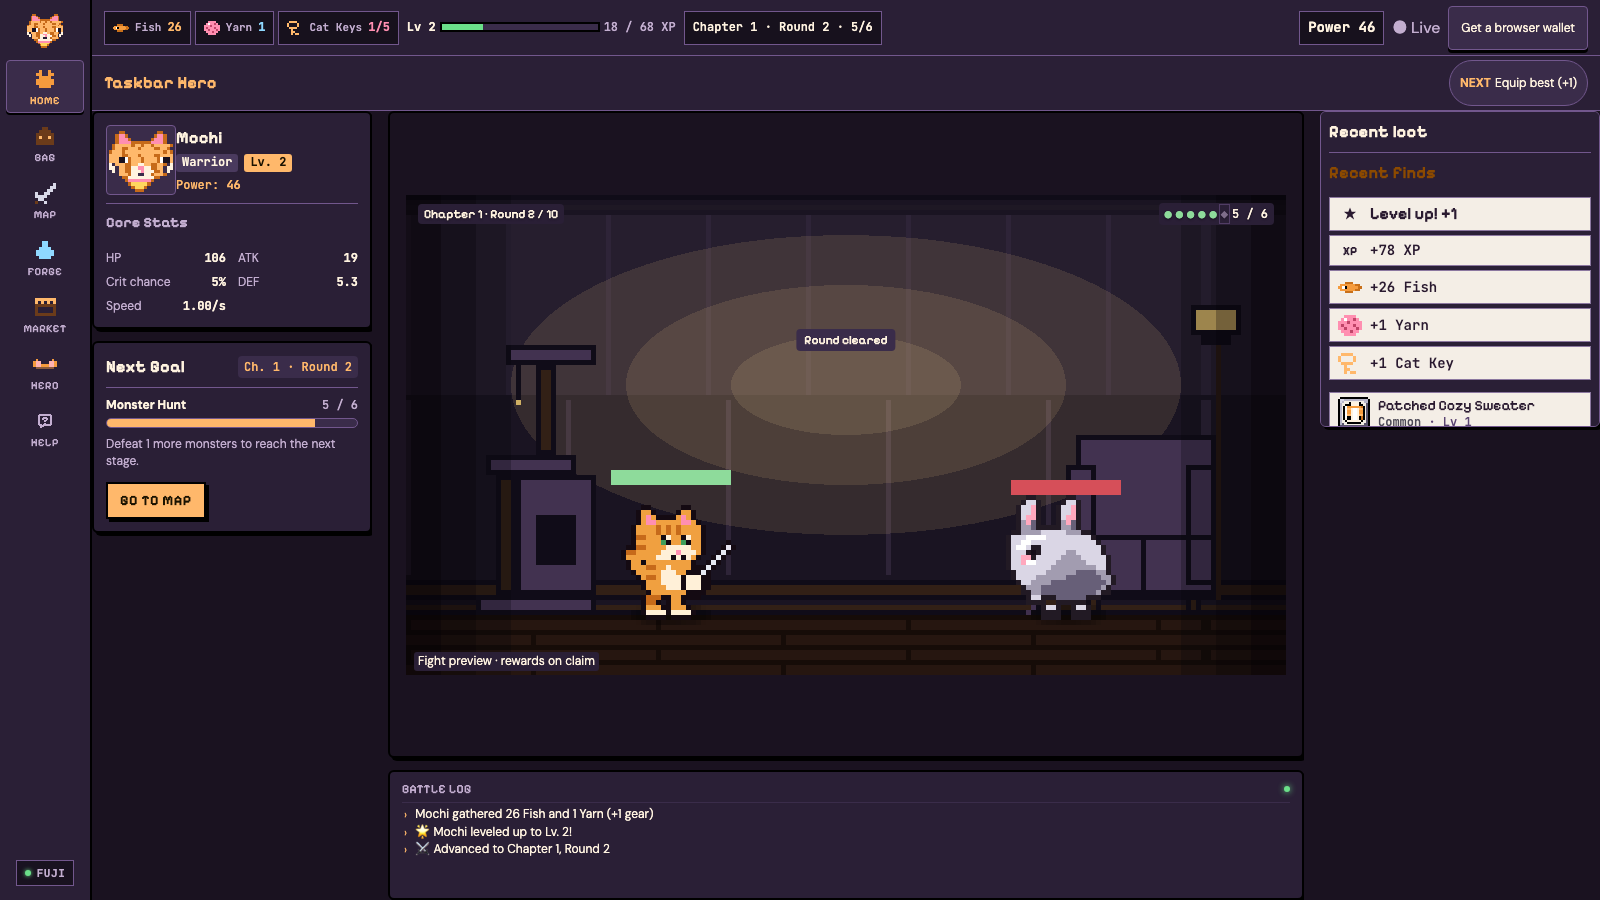 Fish 26
Yarn 1
Cat Keys 1/5
Lv 2
18 / 68 XP
Chapter 1 · Round 2 · 5/6
Power 46
Live
Get a browser wallet
HOME
BAG
MAP
FORGE
MARKET
HERO
HELP
FUJI
Taskbar Hero
NEXT Equip best (+1)
Mochi
Warrior
Lv. 2
Power: 46
Core Stats
HP 106 ATK 19
Crit chance 5% DEF 5.3
Speed 1.00/s
Next Goal
Ch. 1 · Round 2
Monster Hunt 5 / 6
Defeat 1 more monsters to reach the next
stage.
GO TO MAP
Chapter 1 · Round 2 / 10
5 / 6
Round cleared
Fight preview · rewards on claim
BATTLE LOG
› Mochi gathered 26 Fish and 1 Yarn (+1 gear)
› 🌟 Mochi leveled up to Lv. 2!
› ⚔️ Advanced to Chapter 1, Round 2
Recent loot
Recent finds
★ Level up! +1
XP +78 XP
+26 Fish
+1 Yarn
+1 Cat Key
Patched Cozy Sweater
Common · Lv 1